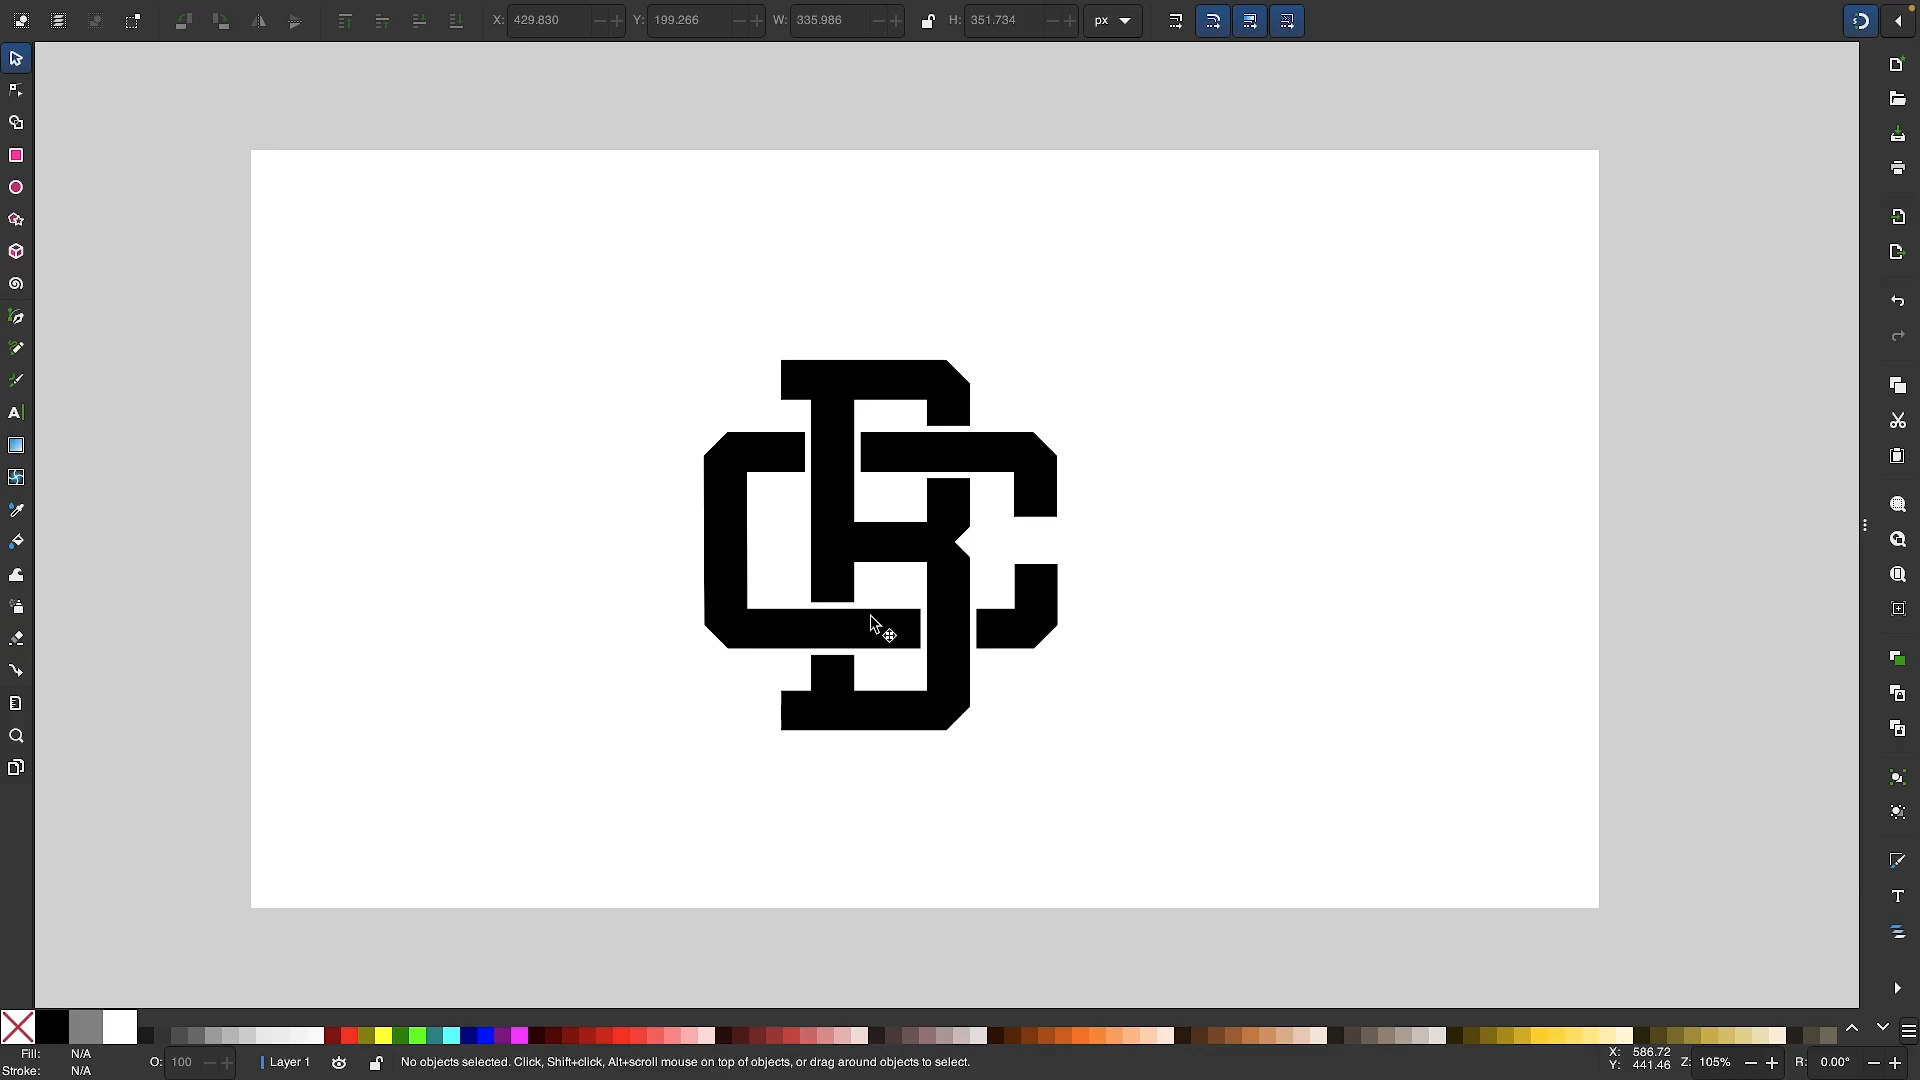 X: 429.830 Y: 199.266 W: 335.986 H: 351.734 px
BC
Fill: N/A
Stroke: N/A
O: 100
Layer 1
No objects selected. Click, Shift+click, Alt+scroll mouse on top of objects, or drag around objects to select.
X: 586.72
Y: 441.46
Z: 105%
R: 0.00°